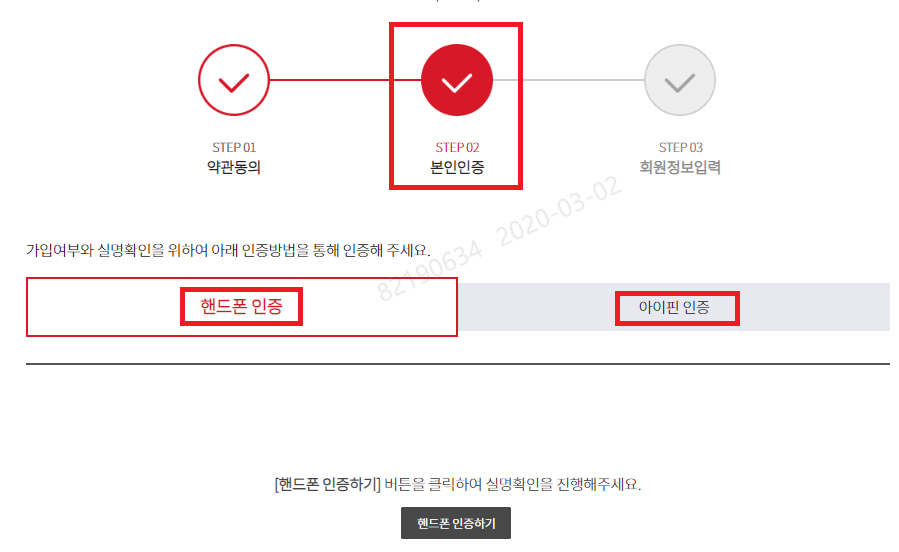 STEP 01
약관동의
STEP 02
본인인증
STEP 03
회원정보입력
82190634 2020-03-02
가입여부와 실명확인을 위하여 아래 인증방법을 통해 인증해 주세요.
핸드폰 인증
아이핀 인증
[핸드폰 인증하기] 버튼을 클릭하여 실명확인을 진행해주세요.
핸드폰 인증하기